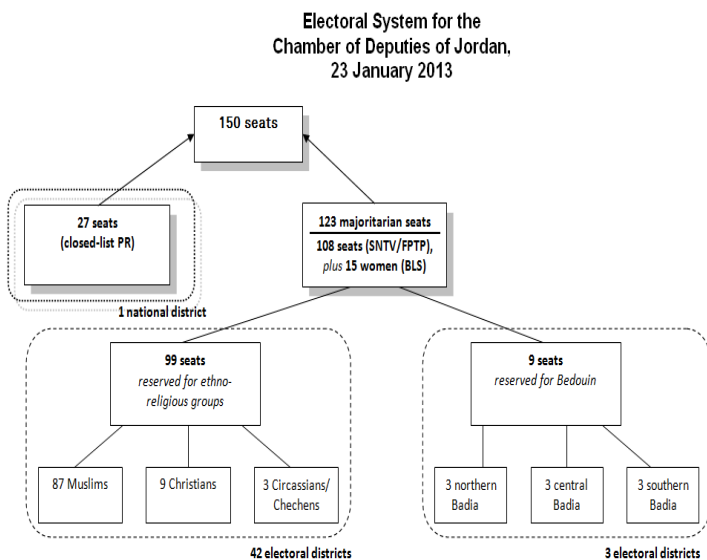 Electoral System for the
Chamber of Deputies of Jordan,
23 January 2013
150 seats
27 seats
(closed-list PR)
1 national district
123 majoritarian seats
108 seats (SNTV/FPTP),
plus 15 women (BLS)
99 seats
reserved for ethno-
religious groups
87 Muslims
9 Christians
3 Circassians/
Chechens
42 electoral districts
9 seats
reserved for Bedouin
3 northern
Badia
3 central
Badia
3 southern
Badia
3 electoral districts